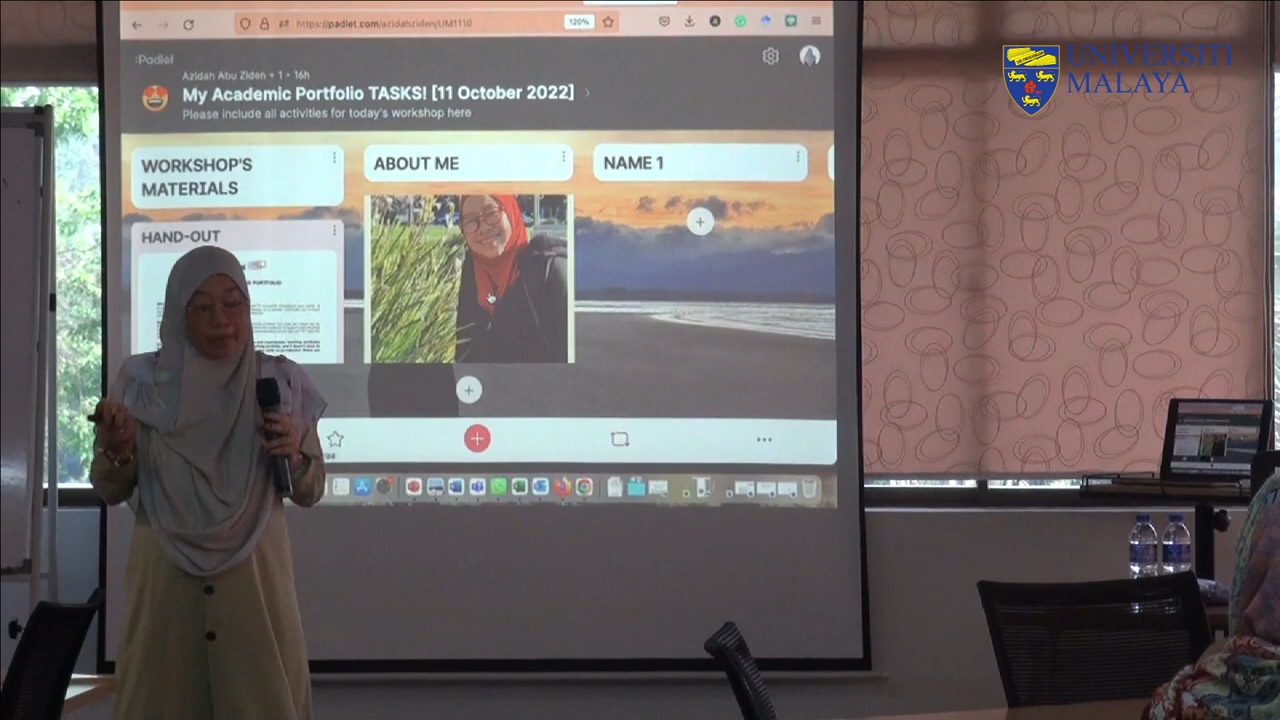 https://padlet.com/azidahziden/UM1110
120%
:Padlet
Azidah Abu Ziden + 1 • 16h
My Academic Portfolio TASKS! [11 October 2022]
Please include all activities for today's workshop here
WORKSHOP'S
MATERIALS
ABOUT ME
NAME 1
HAND-OUT
PORTFOLIO
UNIVERSITI
MALAYA